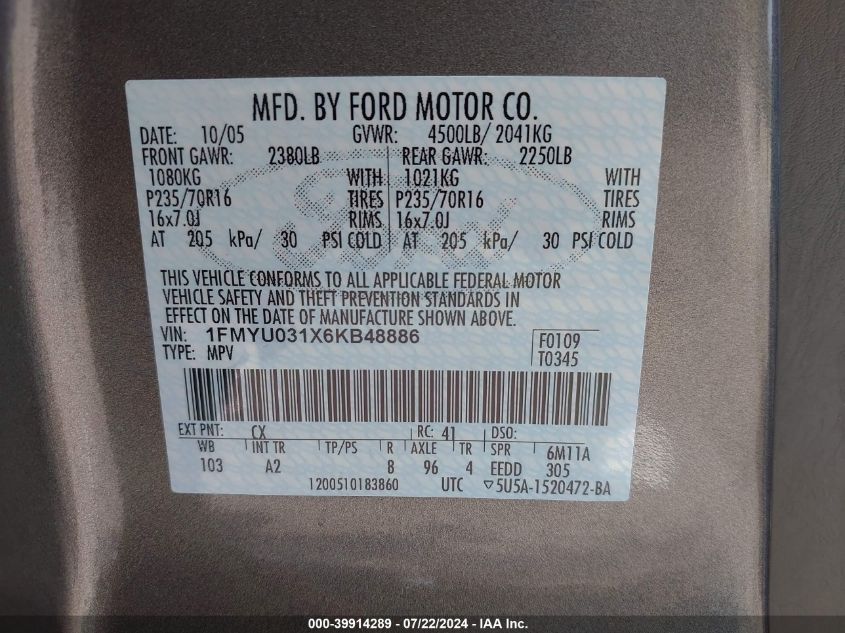 MFD. BY FORD MOTOR CO.
DATE: 10/05 GVWR: 4500LB/ 2041KG
FRONT GAWR: 2380LB REAR GAWR: 2250LB
1080KG WITH 1021KG WITH
P235/70R16 TIRES P235/70R16 TIRES
16x7.0J RIMS 16x7.0J RIMS
AT 205 kPa/ 30 PSI COLD AT 205 kPa/ 30 PSI COLD
THIS VEHICLE CONFORMS TO ALL APPLICABLE FEDERAL MOTOR
VEHICLE SAFETY AND THEFT PREVENTION STANDARDS IN
EFFECT ON THE DATE OF MANUFACTURE SHOWN ABOVE.
VIN: 1FMYU031X6KB48886 F0109
TYPE: MPV T0345
EXT PNT: CX RC: 41 DSO:
WB INT TR TP/PS R AXLE TR SPR 6M11A
103 A2 8 96 4 EEDD 305
1200510183860 UTC ▽5U5A-1520472-BA
000-39914289 / 07/22/2024 - IAA Inc.